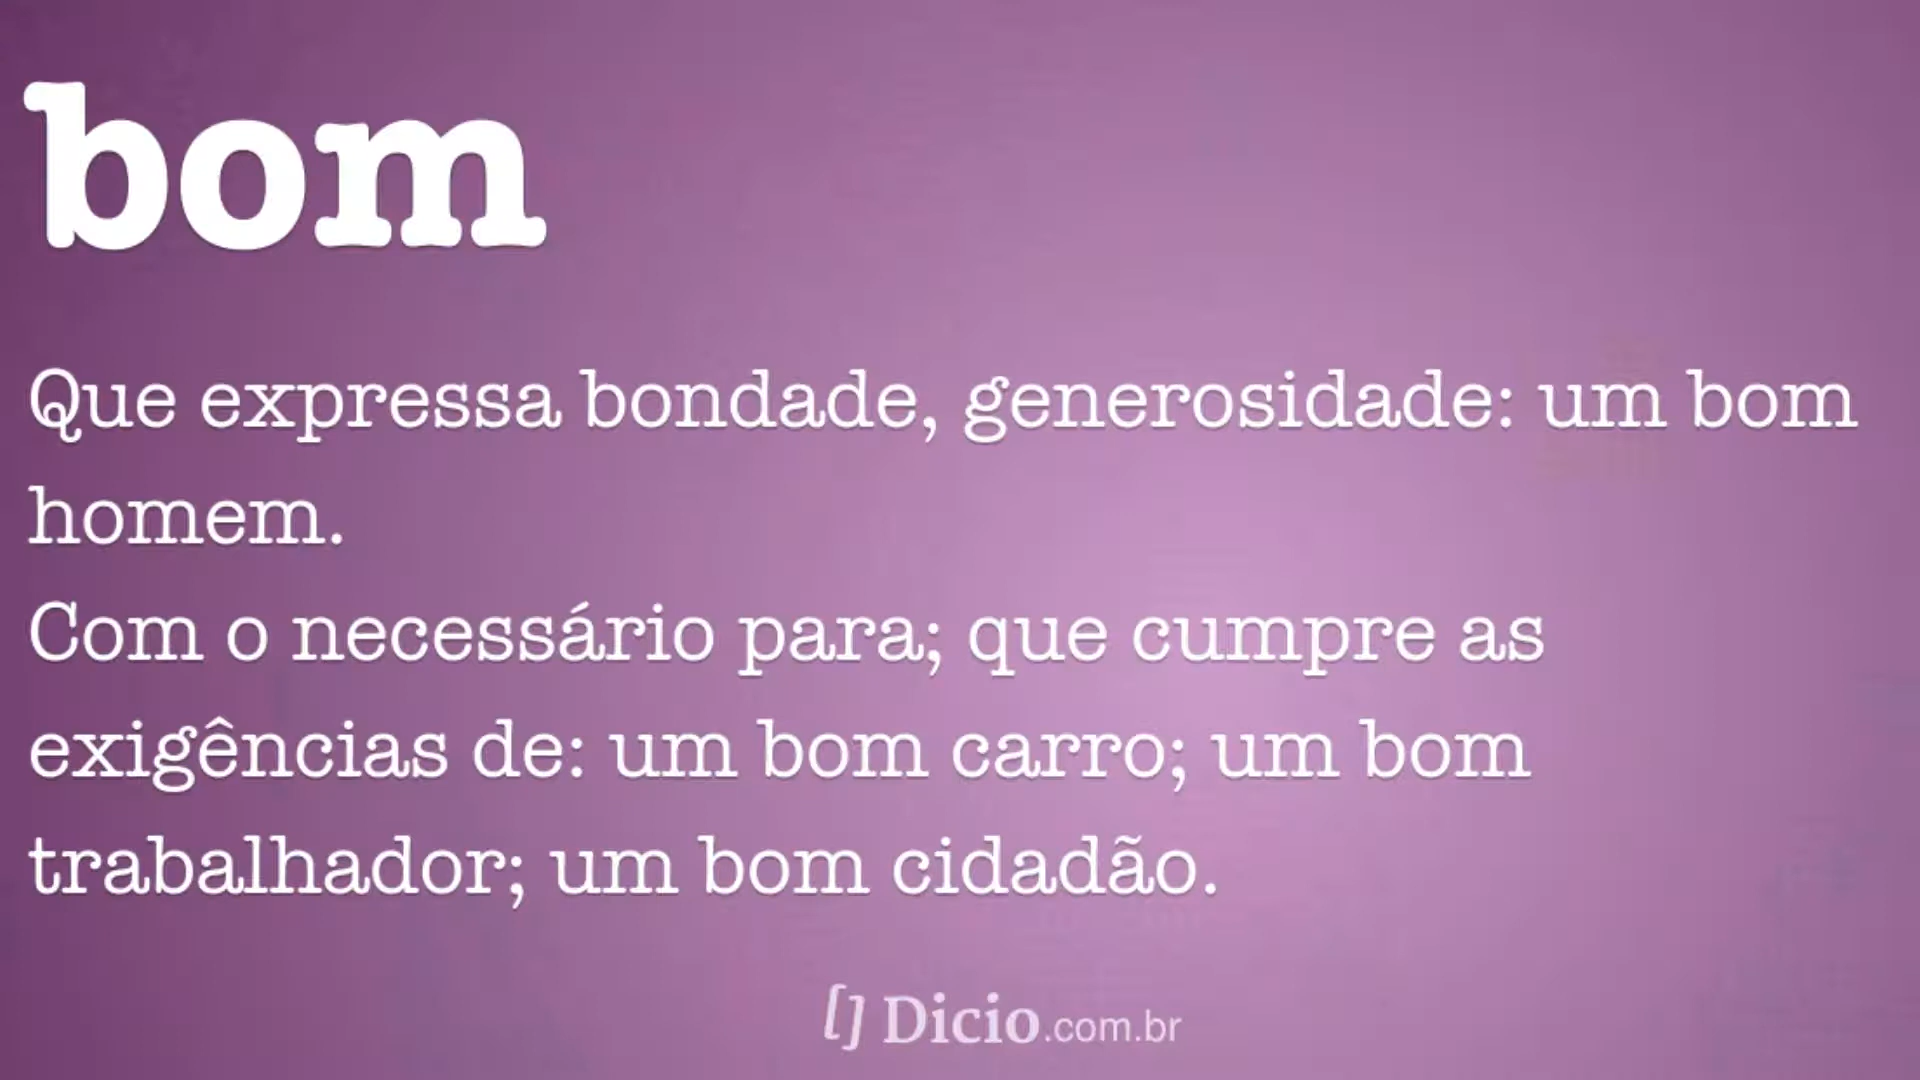 bom
Que expressa bondade, generosidade: um bom
homem.
Com o necessário para; que cumpre as
exigências de: um bom carro; um bom
trabalhador; um bom cidadão.
[] Dicio.com.br